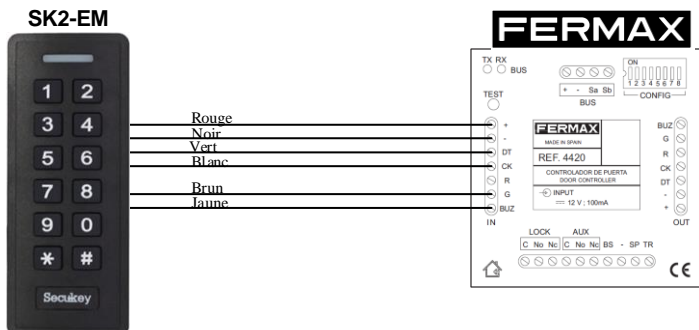 SK2-EM
1 2
3 4
5 6
7 8
9 0
* #
Secukey
Rouge
Noir
Vert
Blanc
Brun
Jaune
FERMAX
TX RX
BUS
TEST
+ - Sa Sb
BUS
ON
1 2 3 4 5 6 7 8
CONFIG
+
-
DT
CK
R
G
BUZ
IN
FERMAX
MADE IN SPAIN
REF. 4420
CONTROLADOR DE PUERTA
DOOR CONTROLLER
INPUT
12 V ; 100mA
BUZ
G
R
CK
DT
-
+
OUT
LOCK AUX
C No Nc C No Nc BS - SP TR
CE